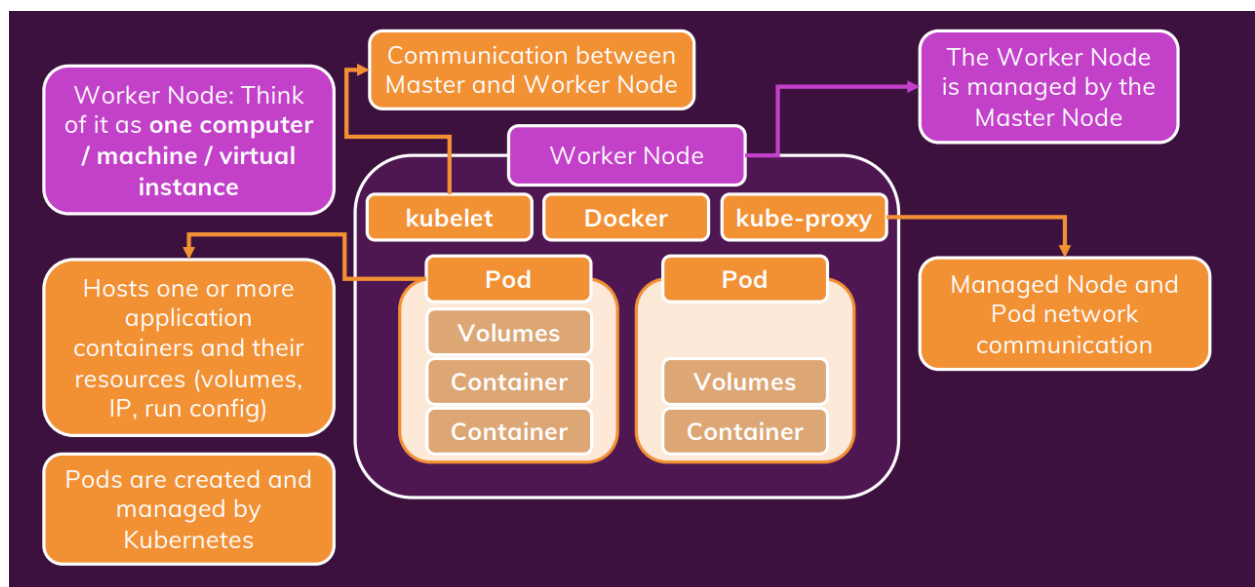 Communication between
Master and Worker Node
The Worker Node
is managed by the
Master Node
Worker Node: Think
of it as one computer
/ machine / virtual
instance
Worker Node
kubelet
Docker
kube-proxy
Hosts one or more
application
containers and their
resources (volumes,
IP, run config)
Pod
Volumes
Container
Container
Pod
Volumes
Container
Managed Node and
Pod network
communication
Pods are created and
managed by
Kubernetes